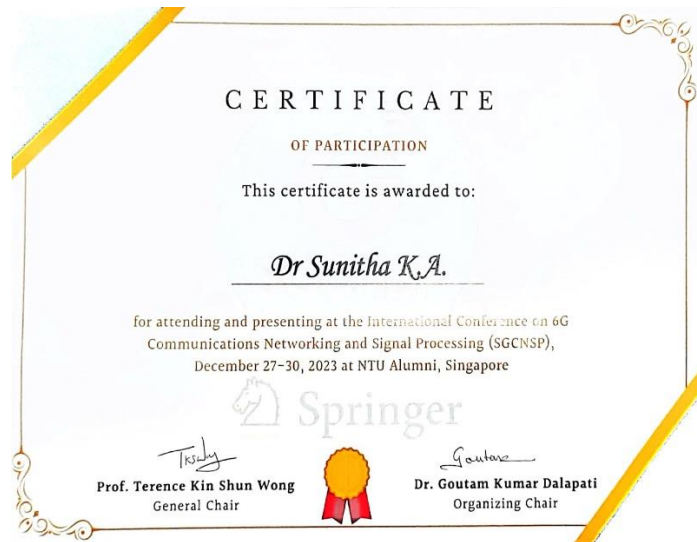 CERTIFICATE
OF PARTICIPATION
This certificate is awarded to:
Dr Sunitha K.A.
for attending and presenting at the International Conference on 6G
Communications Networking and Signal Processing (SGCNSP),
December 27-30, 2023 at NTU Alumni, Singapore
Springer
Prof. Terence Kin Shun Wong
General Chair
Goutam
Dr. Goutam Kumar Dalapati
Organizing Chair